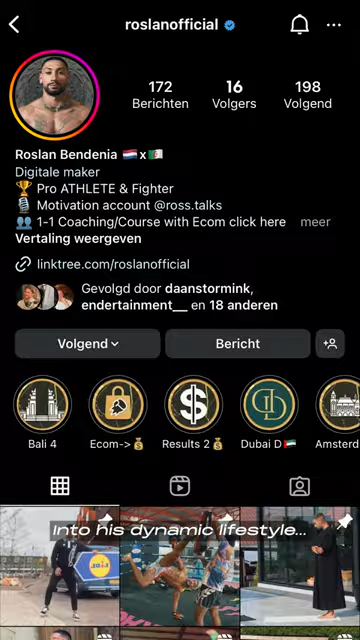 roslanofficial
172
16
198
Berichten
Volgers
Volgend
Roslan Bendenia 🇳🇱x🇩🇿
Digitale maker
🏆 Pro ATHLETE & Fighter
🎙️ Motivation account @ross.talks
👥 1-1 Coaching/Course with Ecom click here meer
Vertaling weergeven
linktree.com/roslanofficial
Gevolgd door daanstormink,
endertainment__ en 18 anderen
Volgend
Bericht
Bali 4
Ecom->💰
Results 2💰
Dubai D🇦🇪
Amsterd
Into his dynamic lifestyle...
LIDL